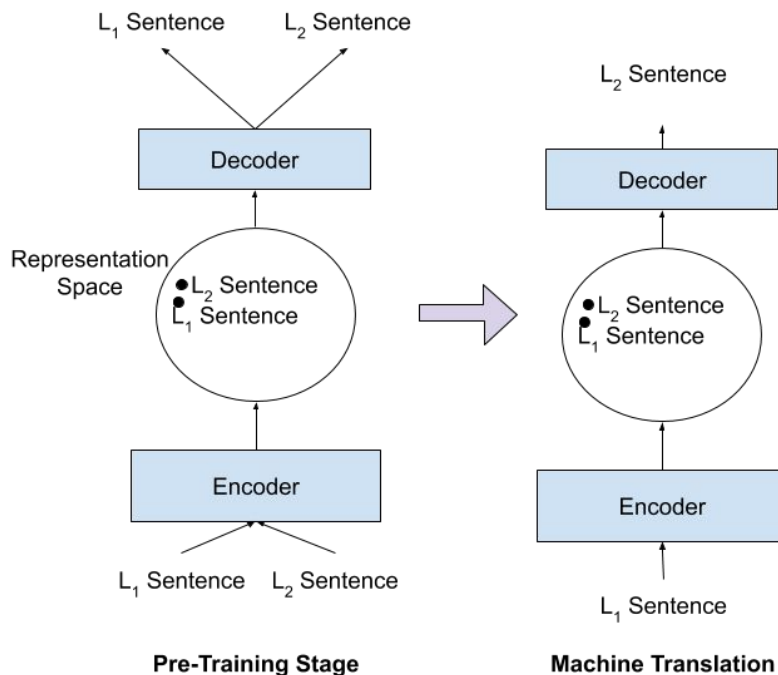 L₁ Sentence
L₂ Sentence
Decoder
Representation
Space
L₂ Sentence
L₁ Sentence
Encoder
L₁ Sentence
L₂ Sentence
Pre-Training Stage
L₂ Sentence
Decoder
L₂ Sentence
L₁ Sentence
Encoder
L₁ Sentence
Machine Translation